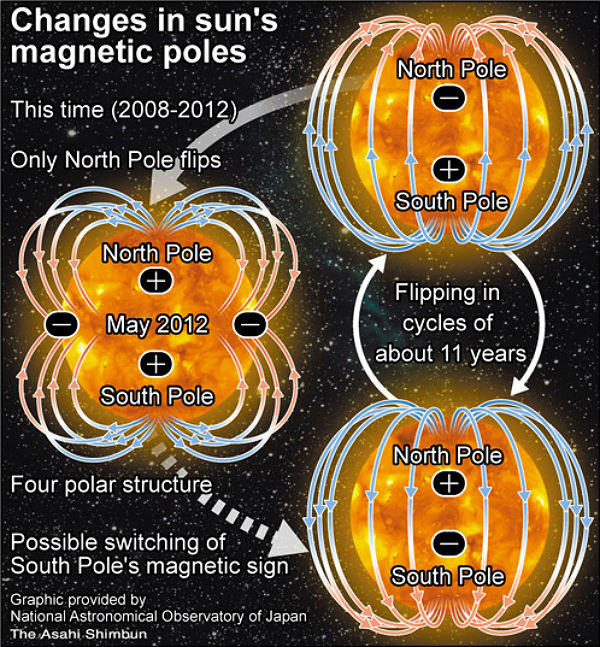 Changes in sun's
magnetic poles
This time (2008-2012)
Only North Pole flips
North Pole
−
+
South Pole
North Pole
+
− May 2012 −
+
South Pole
Flipping in
cycles of
about 11 years
Four polar structure
Possible switching of
South Pole's magnetic sign
North Pole
+
−
South Pole
Graphic provided by
National Astronomical Observatory of Japan
The Asahi Shimbun